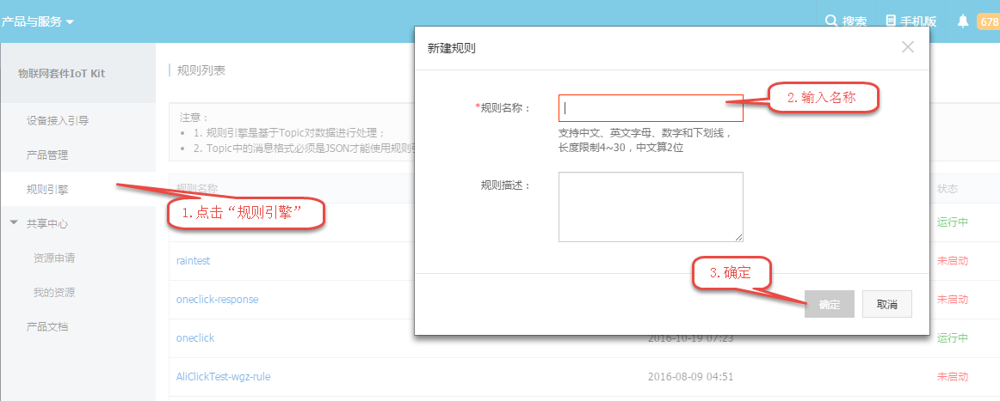 产品与服务
搜索
手机版
678
物联网套件IoT Kit
设备接入引导
产品管理
规则引擎
共享中心
资源申请
我的资源
产品文档
规则列表
注意：
1. 规则引擎是基于Topic对数据进行处理；
2. Topic中的消息格式必须是JSON才能使用规则引
规则名称
状态
运行中
raintest
未启动
oneclick-response
未启动
oneclick
2016-10-19 07:23
运行中
AliClickTest-wgz-rule
2016-08-09 04:51
未启动
新建规则
*规则名称：
支持中文、英文字母、数字和下划线，
长度限制4~30，中文算2位
规则描述：
确定
取消
1.点击“规则引擎”
2.输入名称
3.确定